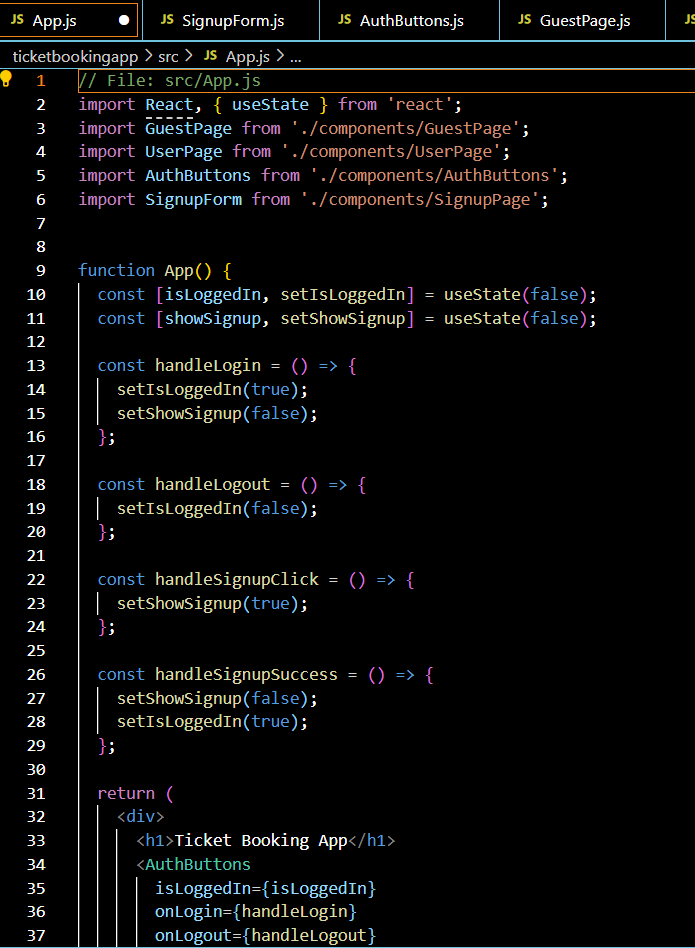 JS App.js JS SignupForm.js JS AuthButtons.js JS GuestPage.js JS
ticketbookingapp > src > JS App.js > ...
1 // File: src/App.js
2 import React, { useState } from 'react';
3 import GuestPage from './components/GuestPage';
4 import UserPage from './components/UserPage';
5 import AuthButtons from './components/AuthButtons';
6 import SignupForm from './components/SignupPage';
7
8
9 function App() {
10 const [isLoggedIn, setIsLoggedIn] = useState(false);
11 const [showSignup, setShowSignup] = useState(false);
12
13 const handleLogin = () => {
14 setIsLoggedIn(true);
15 setShowSignup(false);
16 };
17
18 const handleLogout = () => {
19 setIsLoggedIn(false);
20 };
21
22 const handleSignupClick = () => {
23 setShowSignup(true);
24 };
25
26 const handleSignupSuccess = () => {
27 setShowSignup(false);
28 setIsLoggedIn(true);
29 };
30
31 return (
32 <div>
33 <h1>Ticket Booking App</h1>
34 <AuthButtons
35 isLoggedIn={isLoggedIn}
36 onLogin={handleLogin}
37 onLogout={handleLogout}